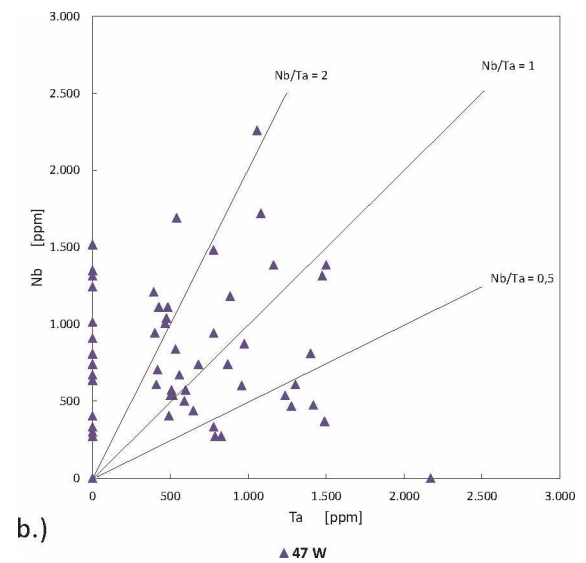 3.000
Nb/Ta = 2
Nb/Ta = 1
2.500
2.000
1.500
Nb [ppm]
Nb/Ta = 0,5
1.000
500
0
0 500 1.000 1.500 2.000 2.500 3.000
Ta [ppm]
b.)
47 W